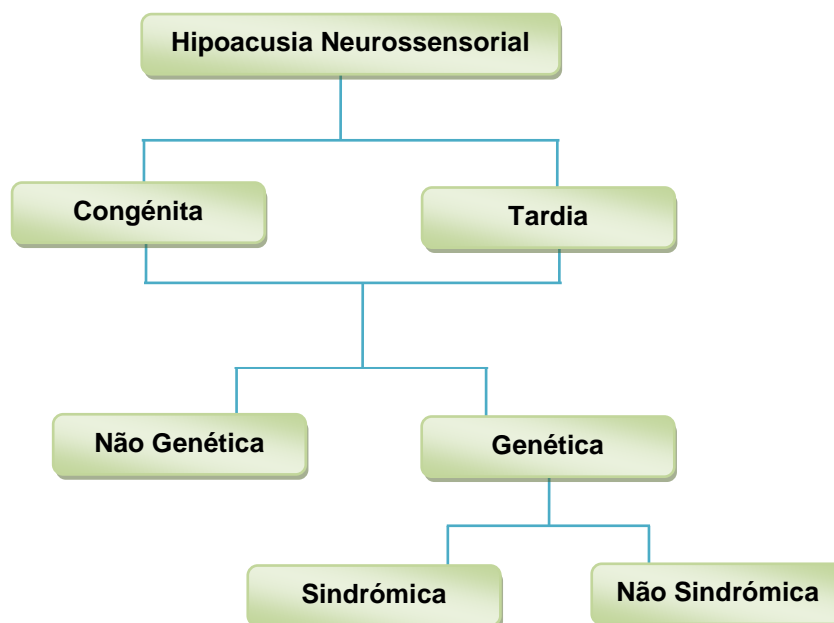 Hipoacusia Neurossensorial
Congénita
Tardia
Não Genética
Genética
Sindrómica
Não Sindrómica